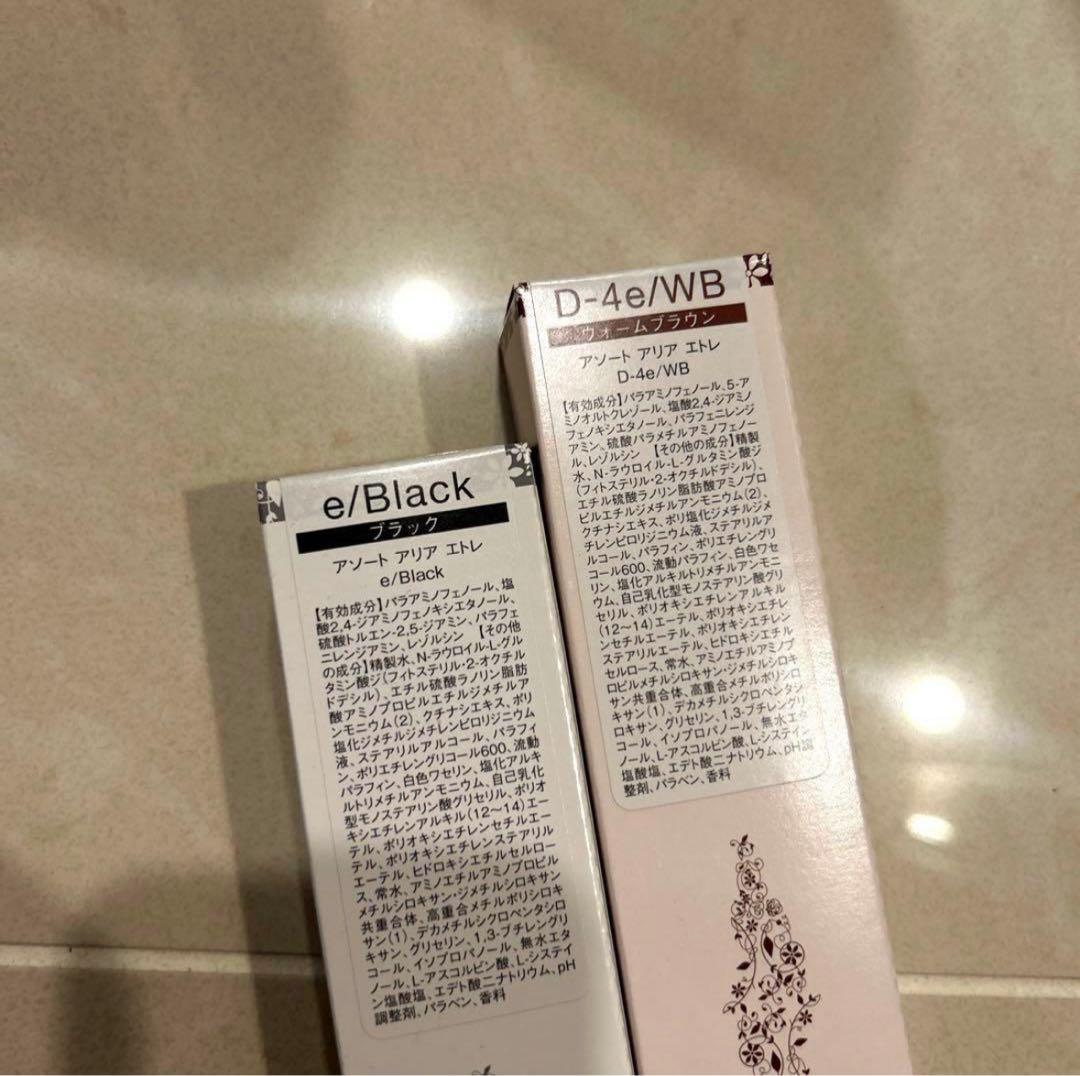 e/Black
ブラック
アソート アリア エトレ
e/Black
【有効成分】パラアミノフェノール、塩
酸2,4-ジアミノフェノキシエタノール、
硫酸トルエン-2,5-ジアミン、パラフェ
ニレンジアミン、レゾルシン 【その他
の成分】精製水、N-ラウロイル-L-グル
タミン酸ジ(フィトステリル・2-オクチル
ドデシル)、エチル硫酸ラノリン脂肪
酸アミノプロピルエチルジメチルア
ンモニウム(2)、クチナシエキス、ポリ
塩化ジメチルジメチレンピロリジニウム
液、ステアリルアルコール、パラフィ
ン、ポリエチレングリコール600、流動
パラフィン、白色ワセリン、塩化アルキ
ルトリメチルアンモニウム、自己乳化
型モノステアリン酸グリセリル、ポリオ
キシエチレンアルキル(12～14)エー
テル、ポリオキシエチレンセチルエー
テル、ポリオキシエチレンステアリル
エーテル、ヒドロキシエチルセルロー
ス、常水、アミノエチルアミノプロピル
メチルシロキサン・ジメチルシロキサン
共重合体、高重合メチルポリシロキ
サン(1)、デカメチルシクロペンタシロ
キサン、グリセリン、1,3-ブチレングリ
コール、イソプロパノール、無水エタ
ノール、L-アスコルビン酸、L-システイ
ン塩酸塩、エデト酸二ナトリウム、pH
調整剤、パラベン、香料
D-4e/WB
ウォームブラウン
アソート アリア エトレ
D-4e/WB
【有効成分】パラアミノフェノール、5-ア
ミノオルトクレゾール、塩酸2,4-ジアミノ
フェノキシエタノール、パラフェニレンジ
アミン、硫酸パラメチルアミノフェノー
ル、レゾルシン 【その他の成分】精製
水、N-ラウロイル-L-グルタミン酸ジ
(フィトステリル・2-オクチルドデシル)、
エチル硫酸ラノリン脂肪酸アミノプロ
ピルエチルジメチルアンモニウム(2)、
クチナシエキス、ポリ塩化ジメチルジメ
チレンピロリジニウム液、ステアリルア
ルコール、パラフィン、ポリエチレングリ
コール600、流動パラフィン、白色ワセ
リン、塩化アルキルトリメチルアンモニ
ウム、自己乳化型モノステアリン酸グリ
セリル、ポリオキシエチレンアルキル
(12～14)エーテル、ポリオキシエチレ
ンセチルエーテル、ポリオキシエチレン
ステアリルエーテル、ヒドロキシエチル
セルロース、常水、アミノエチルアミノプ
ロピルメチルシロキサン・ジメチルシロキ
サン共重合体、高重合メチルポリシロ
キサン(1)、デカメチルシクロペンタシ
ロキサン、グリセリン、1,3-ブチレングリ
コール、イソプロパノール、無水エタ
ノール、L-アスコルビン酸、L-システイン
塩酸塩、エデト酸二ナトリウム、pH調
整剤、パラベン、香料